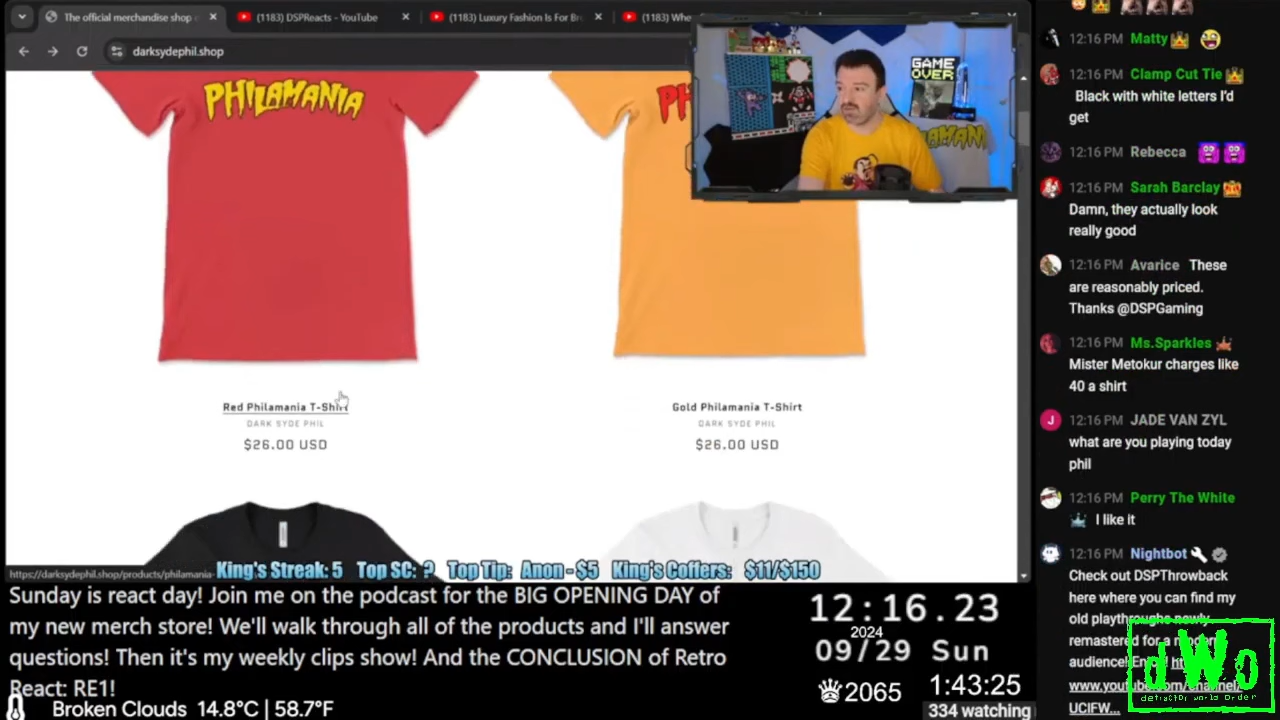 The official merchandise shop
(1183) DSPReacts - YouTube
(1183) Luxury Fashion Is For
(1183) Whe
darksydephil.shop
PHILAMANIA
GAME
OVER
Red Philamania T-Shirt
DARK SYDE PHIL
$26.00 USD
Gold Philamania T-Shirt
DARK SYDE PHIL
$26.00 USD
https://darksydephil.shop/products/philamania-
King's Streak: 5 Top SC: ? Top Tip: Anon - $5 King's Coffers: $11/$150
Sunday is react day! Join me on the podcast for the BIG OPENING DAY of
my new merch store! We'll walk through all of the products and I'll answer
questions! Then it's my weekly clips show! And the CONCLUSION of Retro
React: RE1!
Broken Clouds 14.8°C | 58.7°F
12:16.23
2024
09/29 Sun
2065
1:43:25
334 watching
12:16 PM Matty
12:16 PM Clamp Cut Tie
Black with white letters I'd
get
12:16 PM Rebecca
12:16 PM Sarah Barclay
Damn, they actually look
really good
12:16 PM Avarice These
are reasonably priced.
Thanks @DSPGaming
12:16 PM Ms.Sparkles
Mister Metokur charges like
40 a shirt
12:16 PM JADE VAN ZYL
what are you playing today
phil
12:16 PM Perry The White
I like it
12:16 PM Nightbot
Check out DSPThrowback
here where you can find my
old playthroughs newly
remastered for a modern
audience!
www.youtube.com/channel/
UCIFW...
dWo
detractor world order